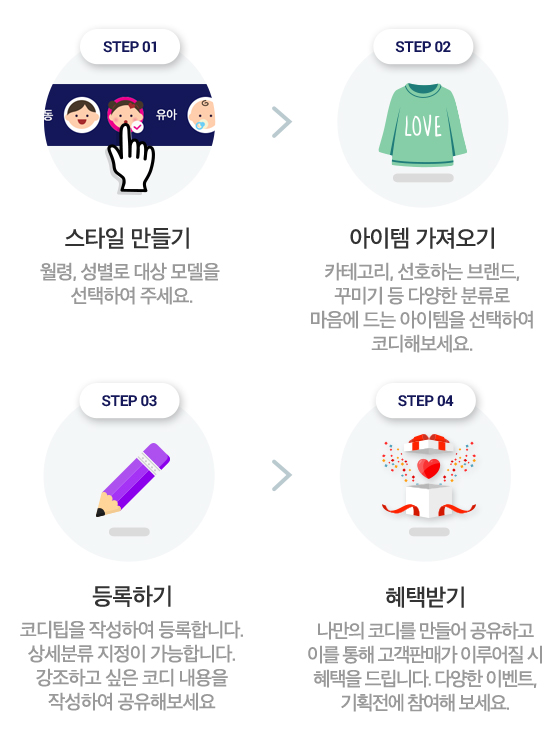 STEP 01
동
유아
스타일 만들기
월령, 성별로 대상 모델을
선택하여 주세요.
STEP 02
LOVE
아이템 가져오기
카테고리, 선호하는 브랜드,
꾸미기 등 다양한 분류로
마음에 드는 아이템을 선택하여
코디해보세요.
STEP 03
등록하기
코디팁을 작성하여 등록합니다.
상세분류 지정이 가능합니다.
강조하고 싶은 코디 내용을
작성하여 공유해보세요
STEP 04
혜택받기
나만의 코디를 만들어 공유하고
이를 통해 고객판매가 이루어질 시
혜택을 드립니다. 다양한 이벤트,
기획전에 참여해 보세요.